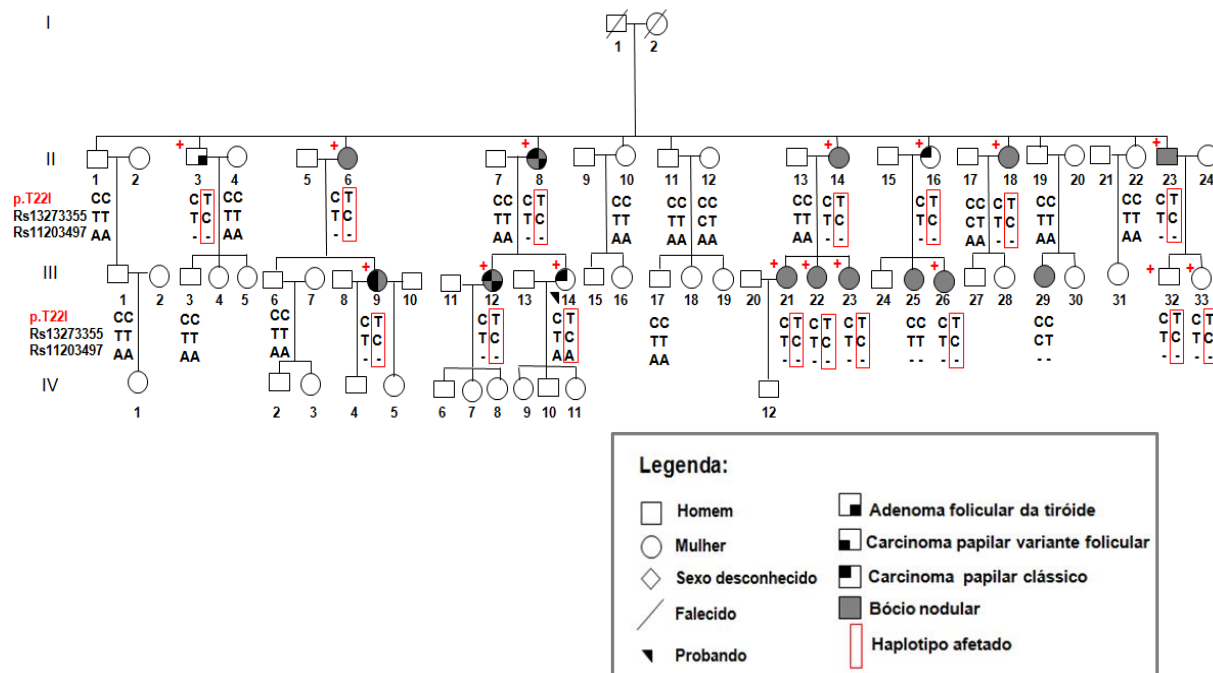 I
1 2
+ + + + + + +
II
1 2 3 4 5 6 7 8 9 10 11 12 13 14 15 16 17 18 19 20 21 22 23 24
p.T22I CC C T CC C T CC C T CC CC CC CC C T C T CC C T CC CC C T
Rs13273355 TT T C TT T C TT T C TT TT CT TT T C T C CT T C TT TT T C
Rs11203497 AA - - AA - - AA - - AA AA AA AA - - - - AA - - AA AA - -
+ + + + + + + + +
III
1 2 3 4 5 6 7 8 9 10 11 12 13 14 15 16 17 18 19 20 21 22 23 24 25 26 27 28 29 30 31 32 33
p.T22I CC CC CC C T C T C T CC C T C T C T CC C T CC C T C T
Rs13273355 TT TT TT T C T C T C TT T C T C T C TT T C CT T C T C
Rs11203497 AA AA AA - - - - A A AA - - - - - - - - - - - - - - - -
IV
1 2 3 4 5 6 7 8 9 10 11 12
Legenda:
Homem
Mulher
Sexo desconhecido
Falecido
Probando
Adenoma folicular da tiróide
Carcinoma papilar variante folicular
Carcinoma papilar clássico
Bócio nodular
Haplotipo afetado